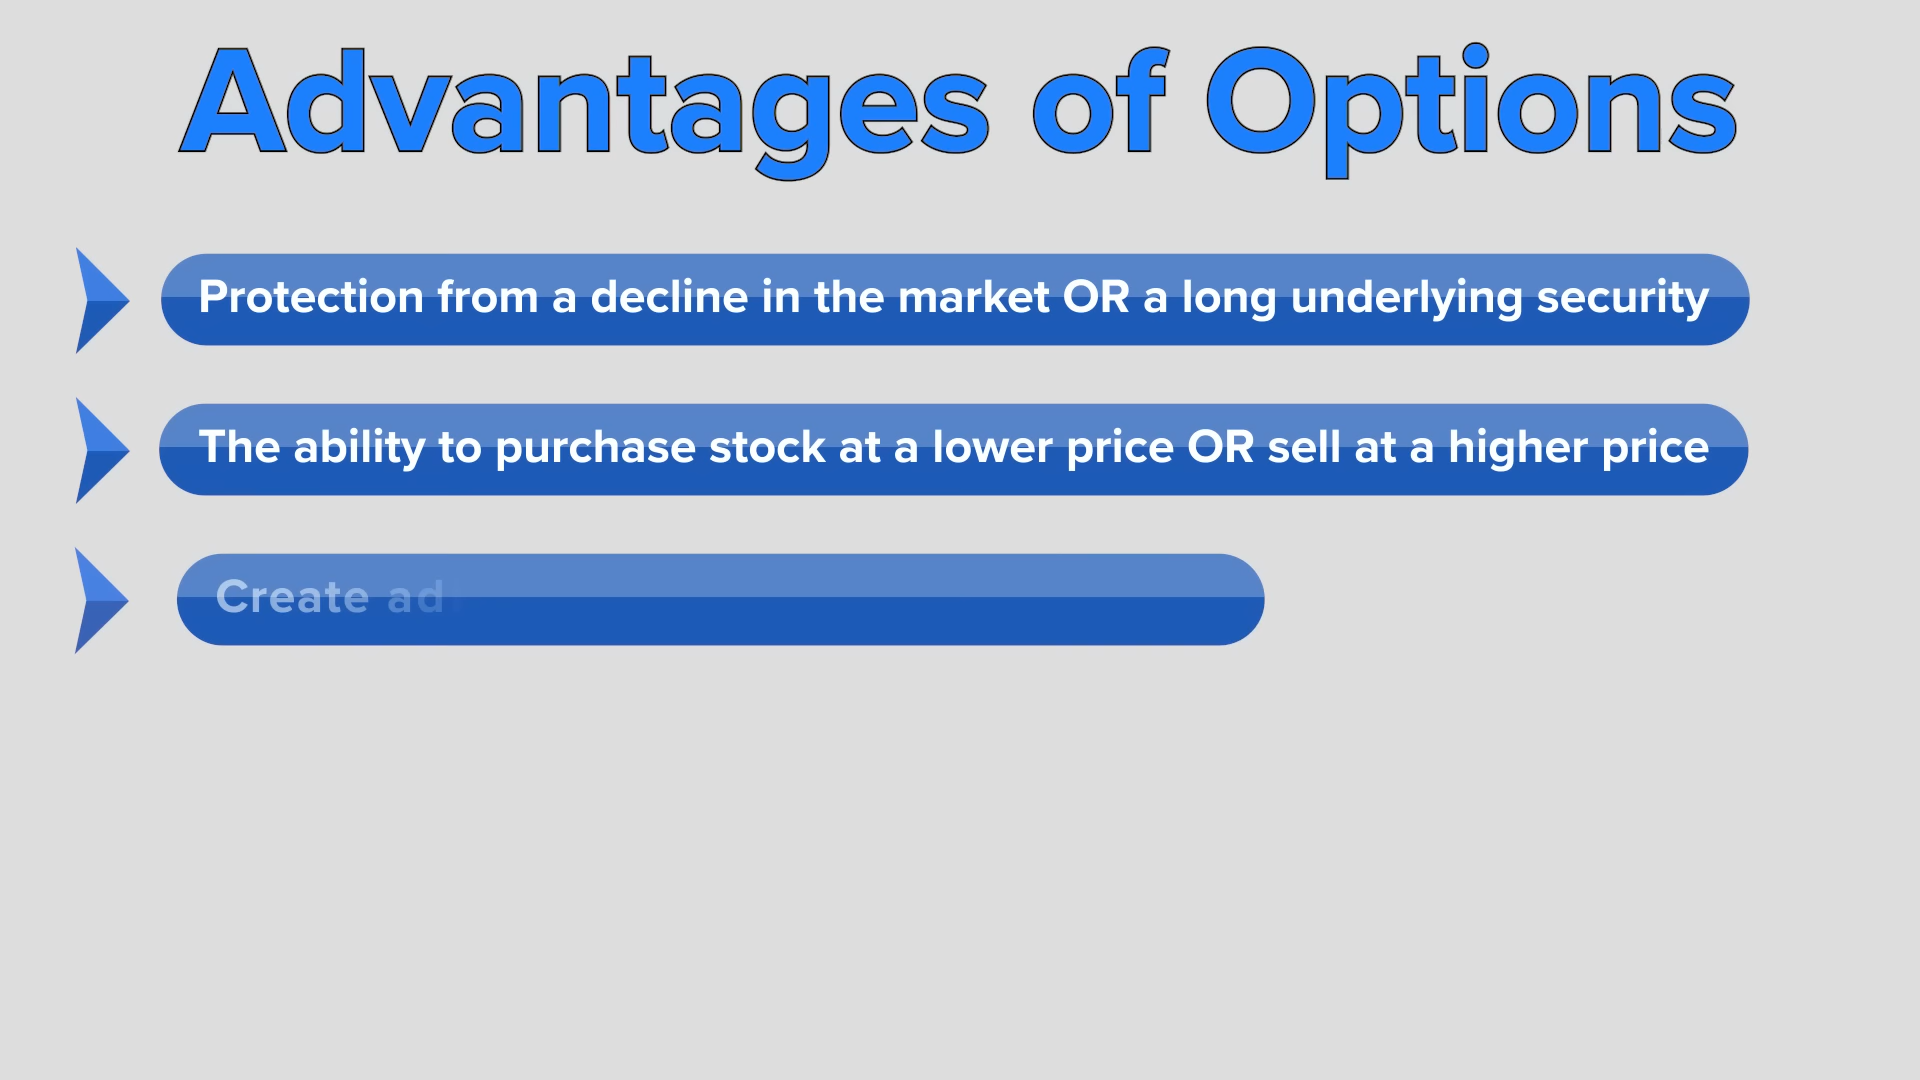 Advantages of Options
Protection from a decline in the market OR a long underlying security
The ability to purchase stock at a lower price OR sell at a higher price
Create